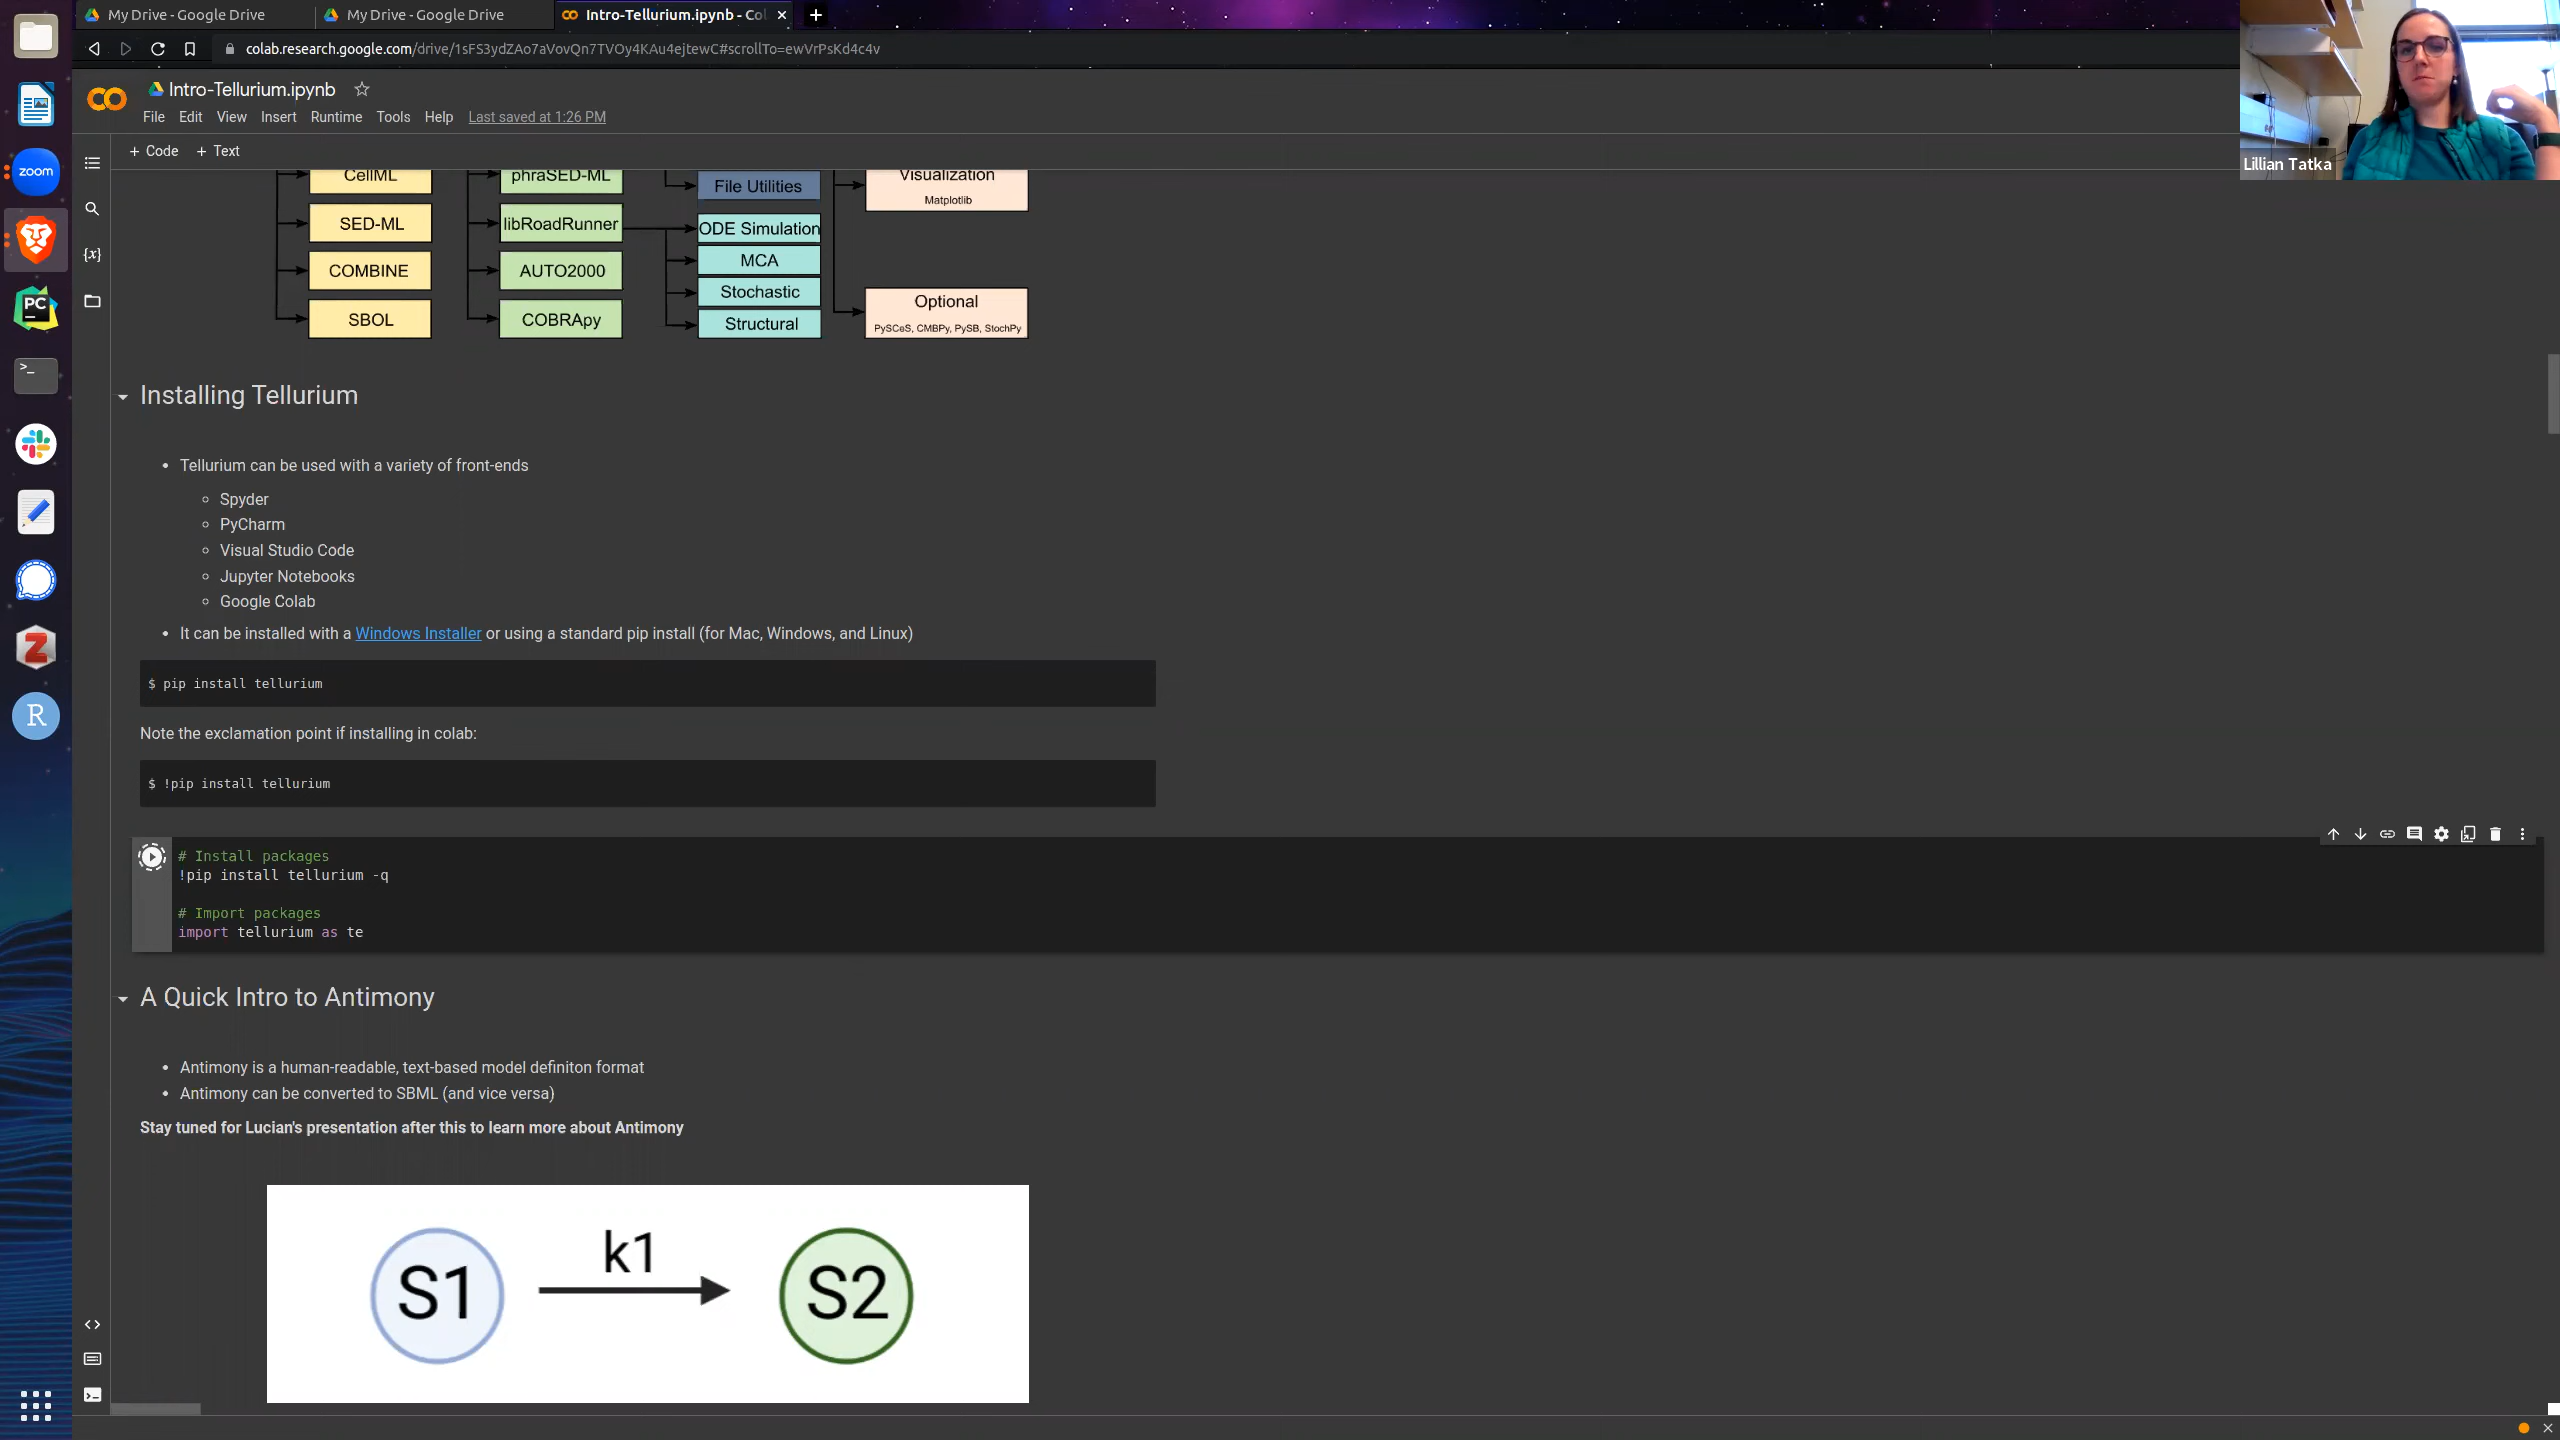 My Drive - Google Drive
My Drive - Google Drive
Intro-Tellurium.ipynb - Co
colab.research.google.com/drive/1sFS3ydZAo7aVovQn7TVOy4KAu4ejtewC#scrollTo=ewVrPsKd4c4v
Intro-Tellurium.ipynb
File Edit View Insert Runtime Tools Help Last saved at 1:26 PM
+ Code + Text
Lillian Tatka
zoom
PC
>_
Z
R
{x}
CellML
SED-ML
COMBINE
SBOL
phraSED-ML
libRoadRunner
AUTO2000
COBRApy
File Utilities
ODE Simulation
MCA
Stochastic
Structural
Visualization
Matplotlib
Optional
PySCeS, CMBPy, PySB, StochPy
Installing Tellurium
• Tellurium can be used with a variety of front-ends
Spyder
PyCharm
Visual Studio Code
Jupyter Notebooks
Google Colab
• It can be installed with a Windows Installer or using a standard pip install (for Mac, Windows, and Linux)
$ pip install tellurium
Note the exclamation point if installing in colab:
$ !pip install tellurium
# Install packages
!pip install tellurium -q
# Import packages
import tellurium as te
A Quick Intro to Antimony
• Antimony is a human-readable, text-based model definiton format
• Antimony can be converted to SBML (and vice versa)
Stay tuned for Lucian's presentation after this to learn more about Antimony
S1
k1
S2